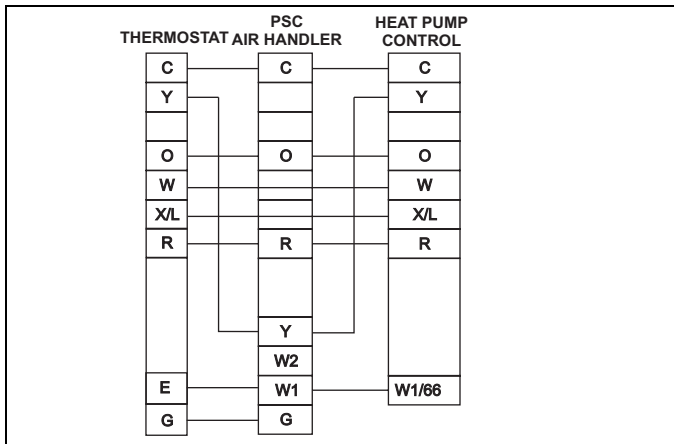 THERMOSTAT PSC AIR HANDLER HEAT PUMP CONTROL
C C C
Y Y
O O O
W W
X/L X/L
R R R
Y
W2
E W1 W1/66
G G